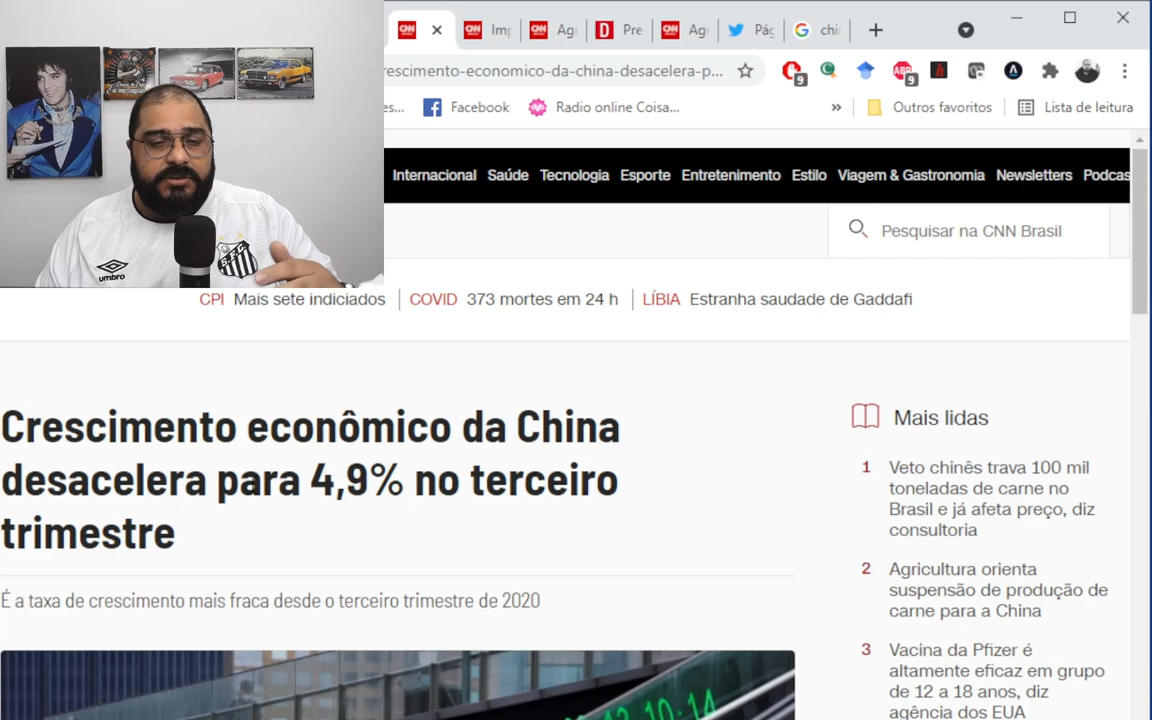 Imp
Ag
Pre
Ag
Pág
chi
rescimento-economico-da-china-desacelera-p...
9
9
es...
Facebook
Radio online Coisa...
»
Outros favoritos
Lista de leitura
Internacional Saúde Tecnologia Esporte Entretenimento Estilo Viagem & Gastronomia Newsletters Podcas
Pesquisar na CNN Brasil
umbro
CPI Mais sete indiciados
COVID 373 mortes em 24 h
LÍBIA Estranha saudade de Gaddafi
Crescimento econômico da China
desacelera para 4,9% no terceiro
trimestre
É a taxa de crescimento mais fraca desde o terceiro trimestre de 2020
Mais lidas
1 Veto chinês trava 100 mil
toneladas de carne no
Brasil e já afeta preço, diz
consultoria
2 Agricultura orienta
suspensão de produção de
carne para a China
3 Vacina da Pfizer é
altamente eficaz em grupo
de 12 a 18 anos, diz
agência dos EUA